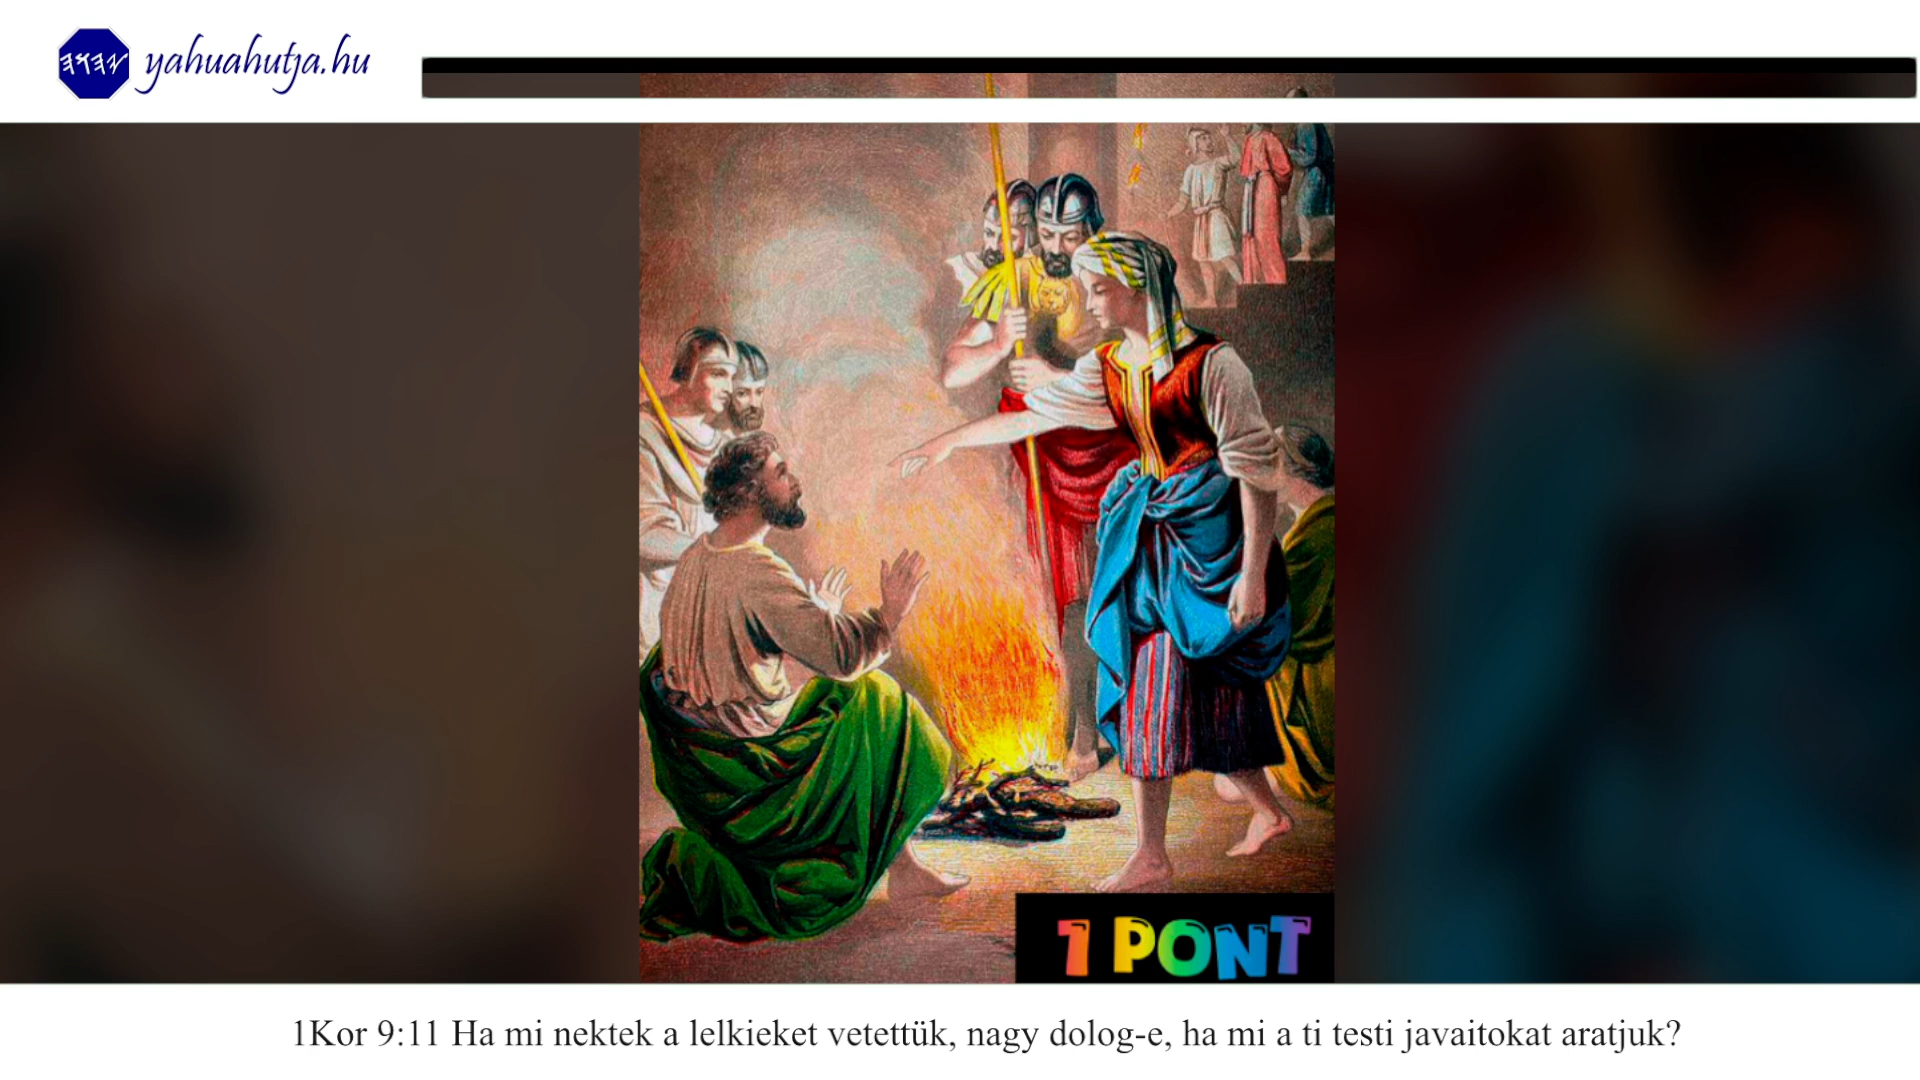 𐤉𐤄𐤅𐤄 yahuahutja.hu
1 PONT
1Kor 9:11 Ha mi nektek a lelkieket vetettük, nagy dolog-e, ha mi a ti testi javaitokat aratjuk?